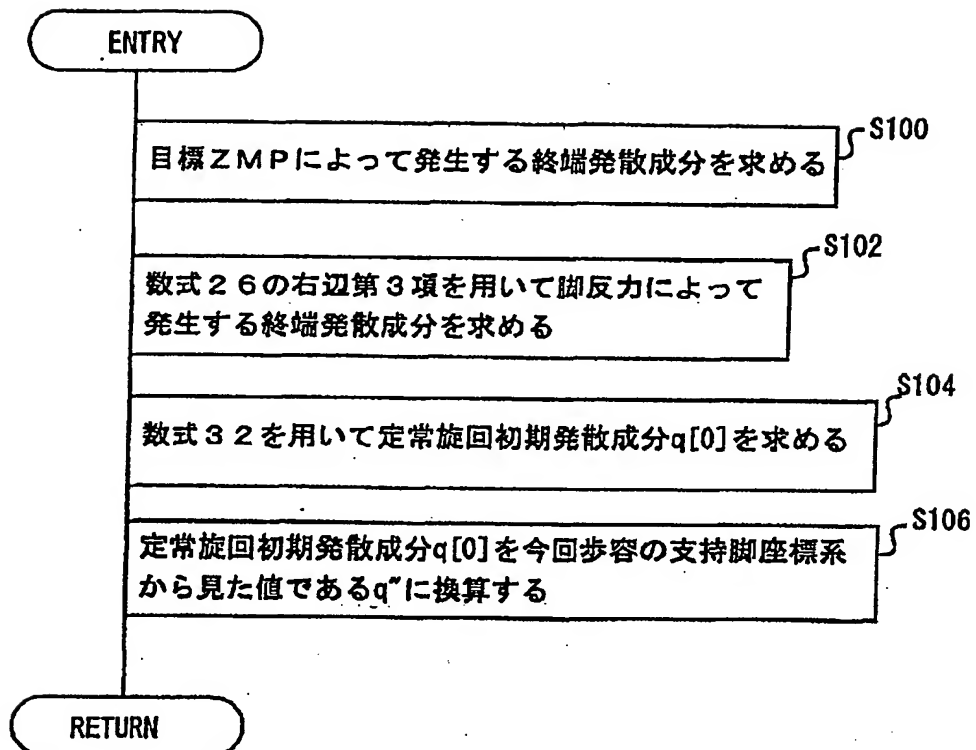 ENTRY
S100
目標ZMPによって発生する終端発散成分を求める
S102
数式26の右辺第3項を用いて脚反力によって
発生する終端発散成分を求める
S104
数式32を用いて定常旋回初期発散成分q[0]を求める
S106
定常旋回初期発散成分q[0]を今回歩容の支持脚座標系
から見た値であるq″に換算する
RETURN